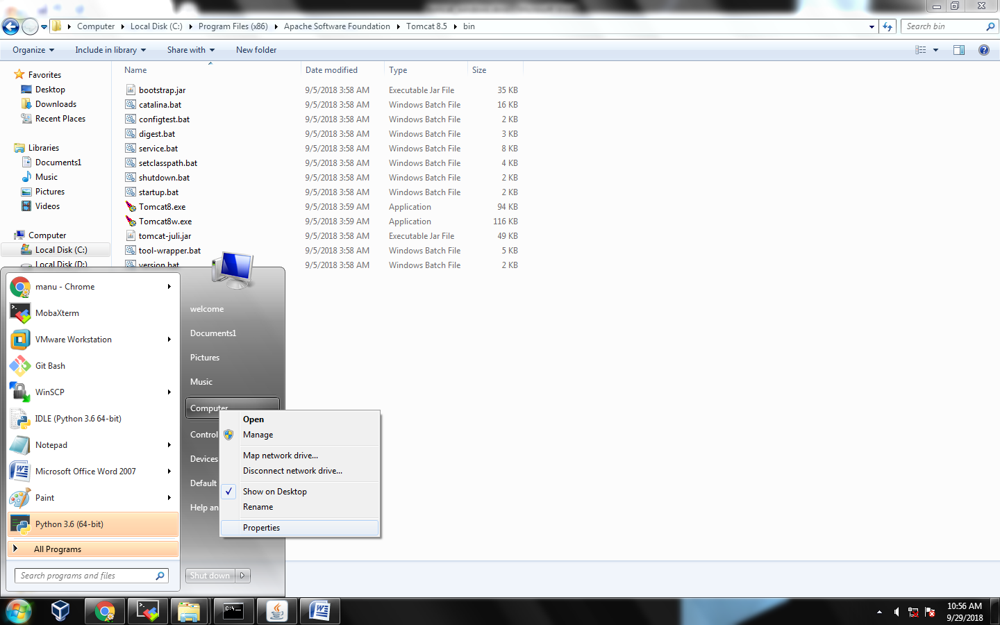 Computer Local Disk (C:) Program Files (x86) Apache Software Foundation Tomcat 8.5 bin
Search bin
Organize Include in library Share with New folder
Name Date modified Type Size
Favorites
Desktop
Downloads
Recent Places
Libraries
Documents1
Music
Pictures
Videos
Computer
Local Disk (C:)
Local Disk (D:)
bootstrap.jar 9/5/2018 3:58 AM Executable Jar File 35 KB
catalina.bat 9/5/2018 3:58 AM Windows Batch File 16 KB
configtest.bat 9/5/2018 3:58 AM Windows Batch File 2 KB
digest.bat 9/5/2018 3:58 AM Windows Batch File 3 KB
service.bat 9/5/2018 3:58 AM Windows Batch File 8 KB
setclasspath.bat 9/5/2018 3:58 AM Windows Batch File 4 KB
shutdown.bat 9/5/2018 3:58 AM Windows Batch File 2 KB
startup.bat 9/5/2018 3:58 AM Windows Batch File 2 KB
Tomcat8.exe 9/5/2018 3:59 AM Application 94 KB
Tomcat8w.exe 9/5/2018 3:59 AM Application 116 KB
tomcat-juli.jar 9/5/2018 3:58 AM Executable Jar File 49 KB
tool-wrapper.bat 9/5/2018 3:58 AM Windows Batch File 5 KB
version.bat 9/5/2018 3:58 AM Windows Batch File 2 KB
manu - Chrome
MobaXterm
VMware Workstation
Git Bash
WinSCP
IDLE (Python 3.6 64-bit)
Notepad
Microsoft Office Word 2007
Paint
Python 3.6 (64-bit)
All Programs
Search programs and files
welcome
Documents1
Pictures
Music
Computer
Control
Devices
Default
Help an
Shut down
Open
Manage
Map network drive...
Disconnect network drive...
Show on Desktop
Rename
Properties
10:56 AM
9/29/2018